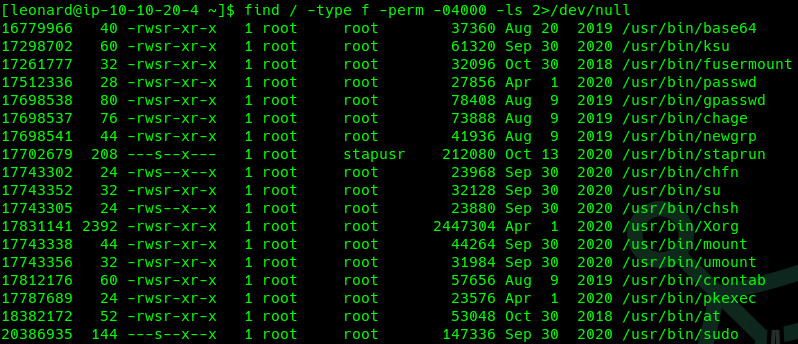 [leonard@ip-10-10-20-4 ~]$ find / -type f -perm -04000 -ls 2>/dev/null
16779966   40 -rwsr-xr-x   1 root     root        37360 Aug 20  2019 /usr/bin/base64
17298702   60 -rwsr-xr-x   1 root     root        61320 Sep 30  2020 /usr/bin/ksu
17261777   32 -rwsr-xr-x   1 root     root        32096 Oct 30  2018 /usr/bin/fusermount
17512336   28 -rwsr-xr-x   1 root     root        27856 Apr  1  2020 /usr/bin/passwd
17698538   80 -rwsr-xr-x   1 root     root        78408 Aug  9  2019 /usr/bin/gpasswd
17698537   76 -rwsr-xr-x   1 root     root        73888 Aug  9  2019 /usr/bin/chage
17698541   44 -rwsr-xr-x   1 root     root        41936 Aug  9  2019 /usr/bin/newgrp
17702679  208 ---s--x---   1 root     stapusr    212080 Oct 13  2020 /usr/bin/staprun
17743302   24 -rws--x--x   1 root     root        23968 Sep 30  2020 /usr/bin/chfn
17743352   32 -rwsr-xr-x   1 root     root        32128 Sep 30  2020 /usr/bin/su
17743305   24 -rws--x--x   1 root     root        23880 Sep 30  2020 /usr/bin/chsh
17831141 2392 -rwsr-xr-x   1 root     root      2447304 Apr  1  2020 /usr/bin/Xorg
17743338   44 -rwsr-xr-x   1 root     root        44264 Sep 30  2020 /usr/bin/mount
17743356   32 -rwsr-xr-x   1 root     root        31984 Sep 30  2020 /usr/bin/umount
17812176   60 -rwsr-xr-x   1 root     root        57656 Aug  9  2019 /usr/bin/crontab
17787689   24 -rwsr-xr-x   1 root     root        23576 Apr  1  2020 /usr/bin/pkexec
18382172   52 -rwsr-xr-x   1 root     root        53048 Oct 30  2018 /usr/bin/at
20386935  144 ---s--x--x   1 root     root       147336 Sep 30  2020 /usr/bin/sudo